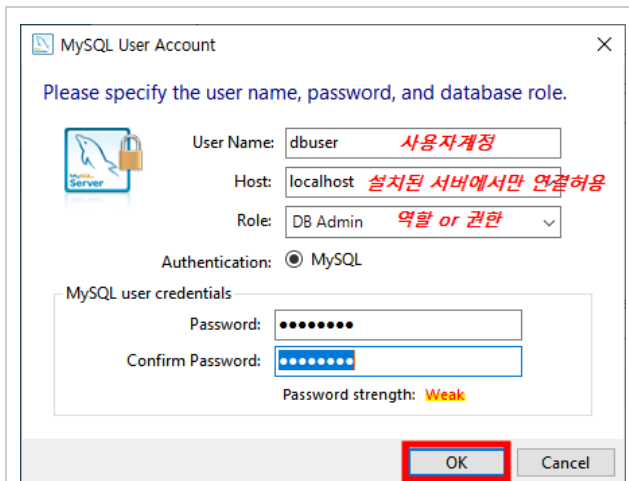 MySQL User Account
Please specify the user name, password, and database role.
MySQL Server
User Name: dbuser 사용자계정
Host: localhost 설치된 서버에서만 연결허용
Role: DB Admin 역할 or 권한
Authentication: MySQL
MySQL user credentials
Password: ●●●●●●●●
Confirm Password: ●●●●●●●●
Password strength: Weak
OK Cancel